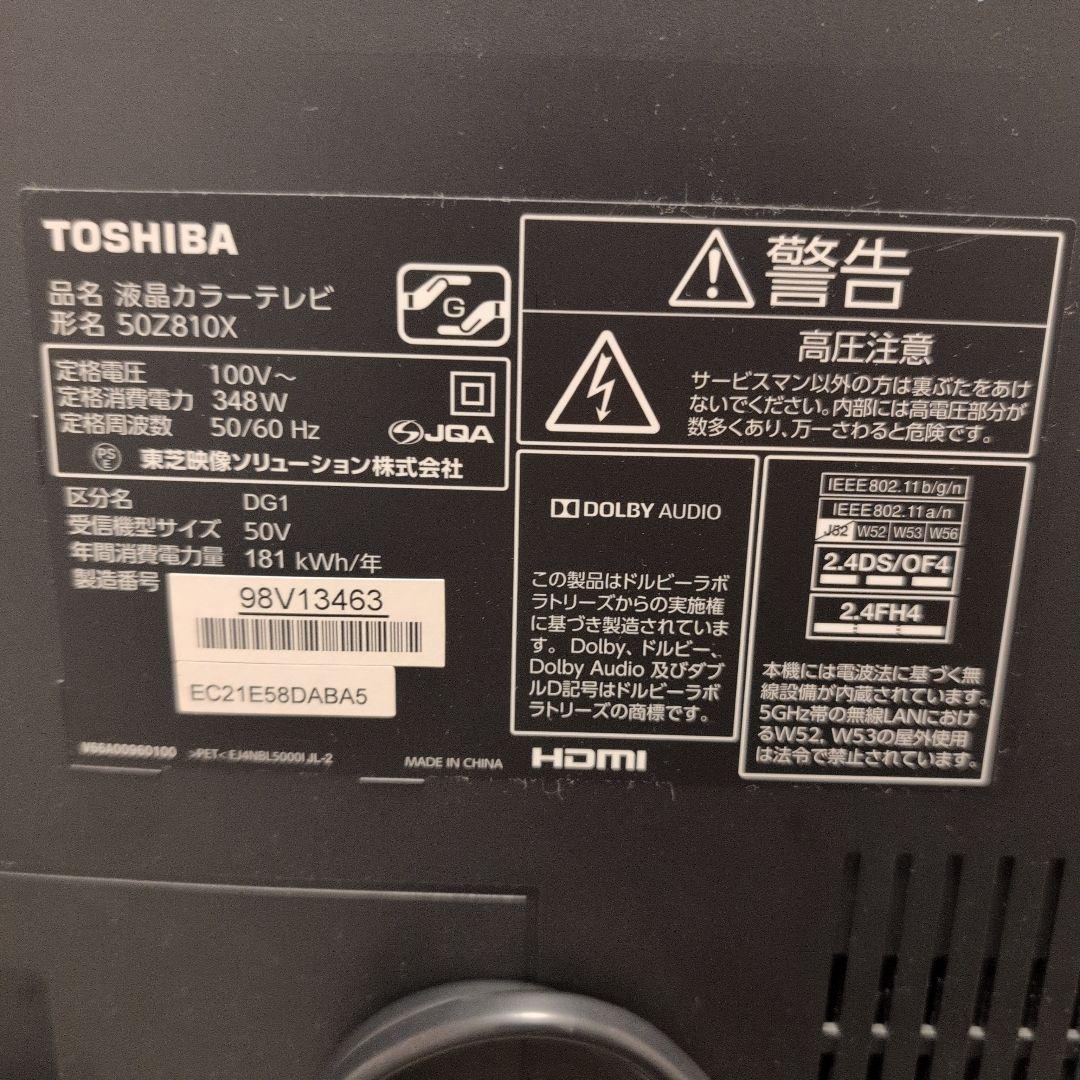 TOSHIBA
品名 液晶カラーテレビ
形名 50Z810X
G
定格電圧 100V～
定格消費電力 348W
定格周波数 50/60 Hz
JQA
PS
E
東芝映像ソリューション株式会社
区分名 DG1
受信機型サイズ 50V
年間消費電力量 181 kWh/年
製造番号
98V13463
EC21E58DABA5
V66A00960100 >PET< EJ4NBL5000I JL-2
MADE IN CHINA
警告
高圧注意
サービスマン以外の方は裏ぶたをあけ
ないでください。内部には高電圧部分が
数多くあり、万一さわると危険です。
DOLBY AUDIO
この製品はドルビーラボ
ラトリーズからの実施権
に基づき製造されていま
す。Dolby、ドルビー、
Dolby Audio 及びダブ
ルD記号はドルビーラボ
ラトリーズの商標です。
HDMI
IEEE802.11b/g/n
IEEE802.11a/n
J52 W52 W53 W56
2.4DS/OF4
2.4FH4
本機には電波法に基づく無
線設備が内蔵されています。
5GHz帯の無線LANにおけ
るW52、W53の屋外使用
は法令で禁止されています。